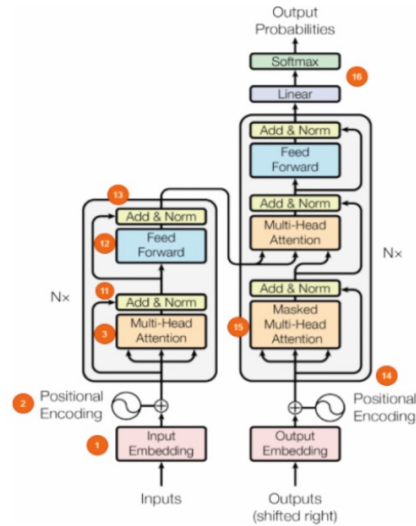 Output
Probabilities
Softmax
16
Linear
Add & Norm
Feed
Forward
13
Add & Norm
Add & Norm
12
Feed
Forward
Multi-Head
Attention
N×
N×
11
Add & Norm
Add & Norm
3
Multi-Head
Attention
15
Masked
Multi-Head
Attention
14
2
Positional
Encoding
Positional
Encoding
1
Input
Embedding
Output
Embedding
Inputs
Outputs
(shifted right)